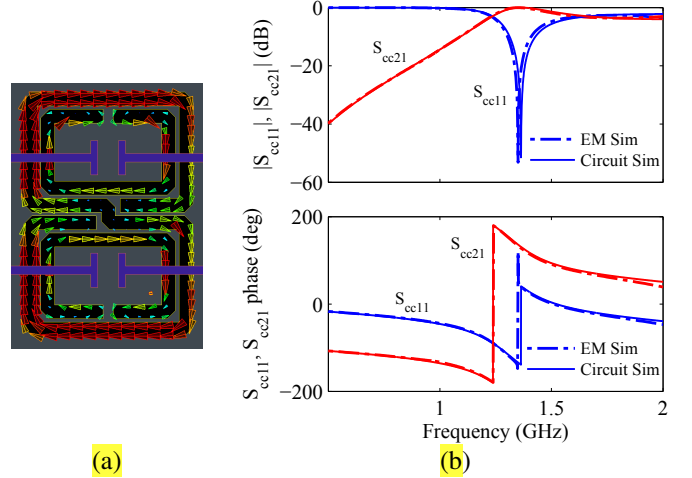 0
|S_cc11|, |S_cc21| (dB)
-20
-40
-60
S_cc21
S_cc11
EM Sim
Circuit Sim
200
S_cc11, S_cc21 phase (deg)
0
-200
S_cc21
S_cc11
EM Sim
Circuit Sim
1 1.5 2
Frequency (GHz)
(a) (b)